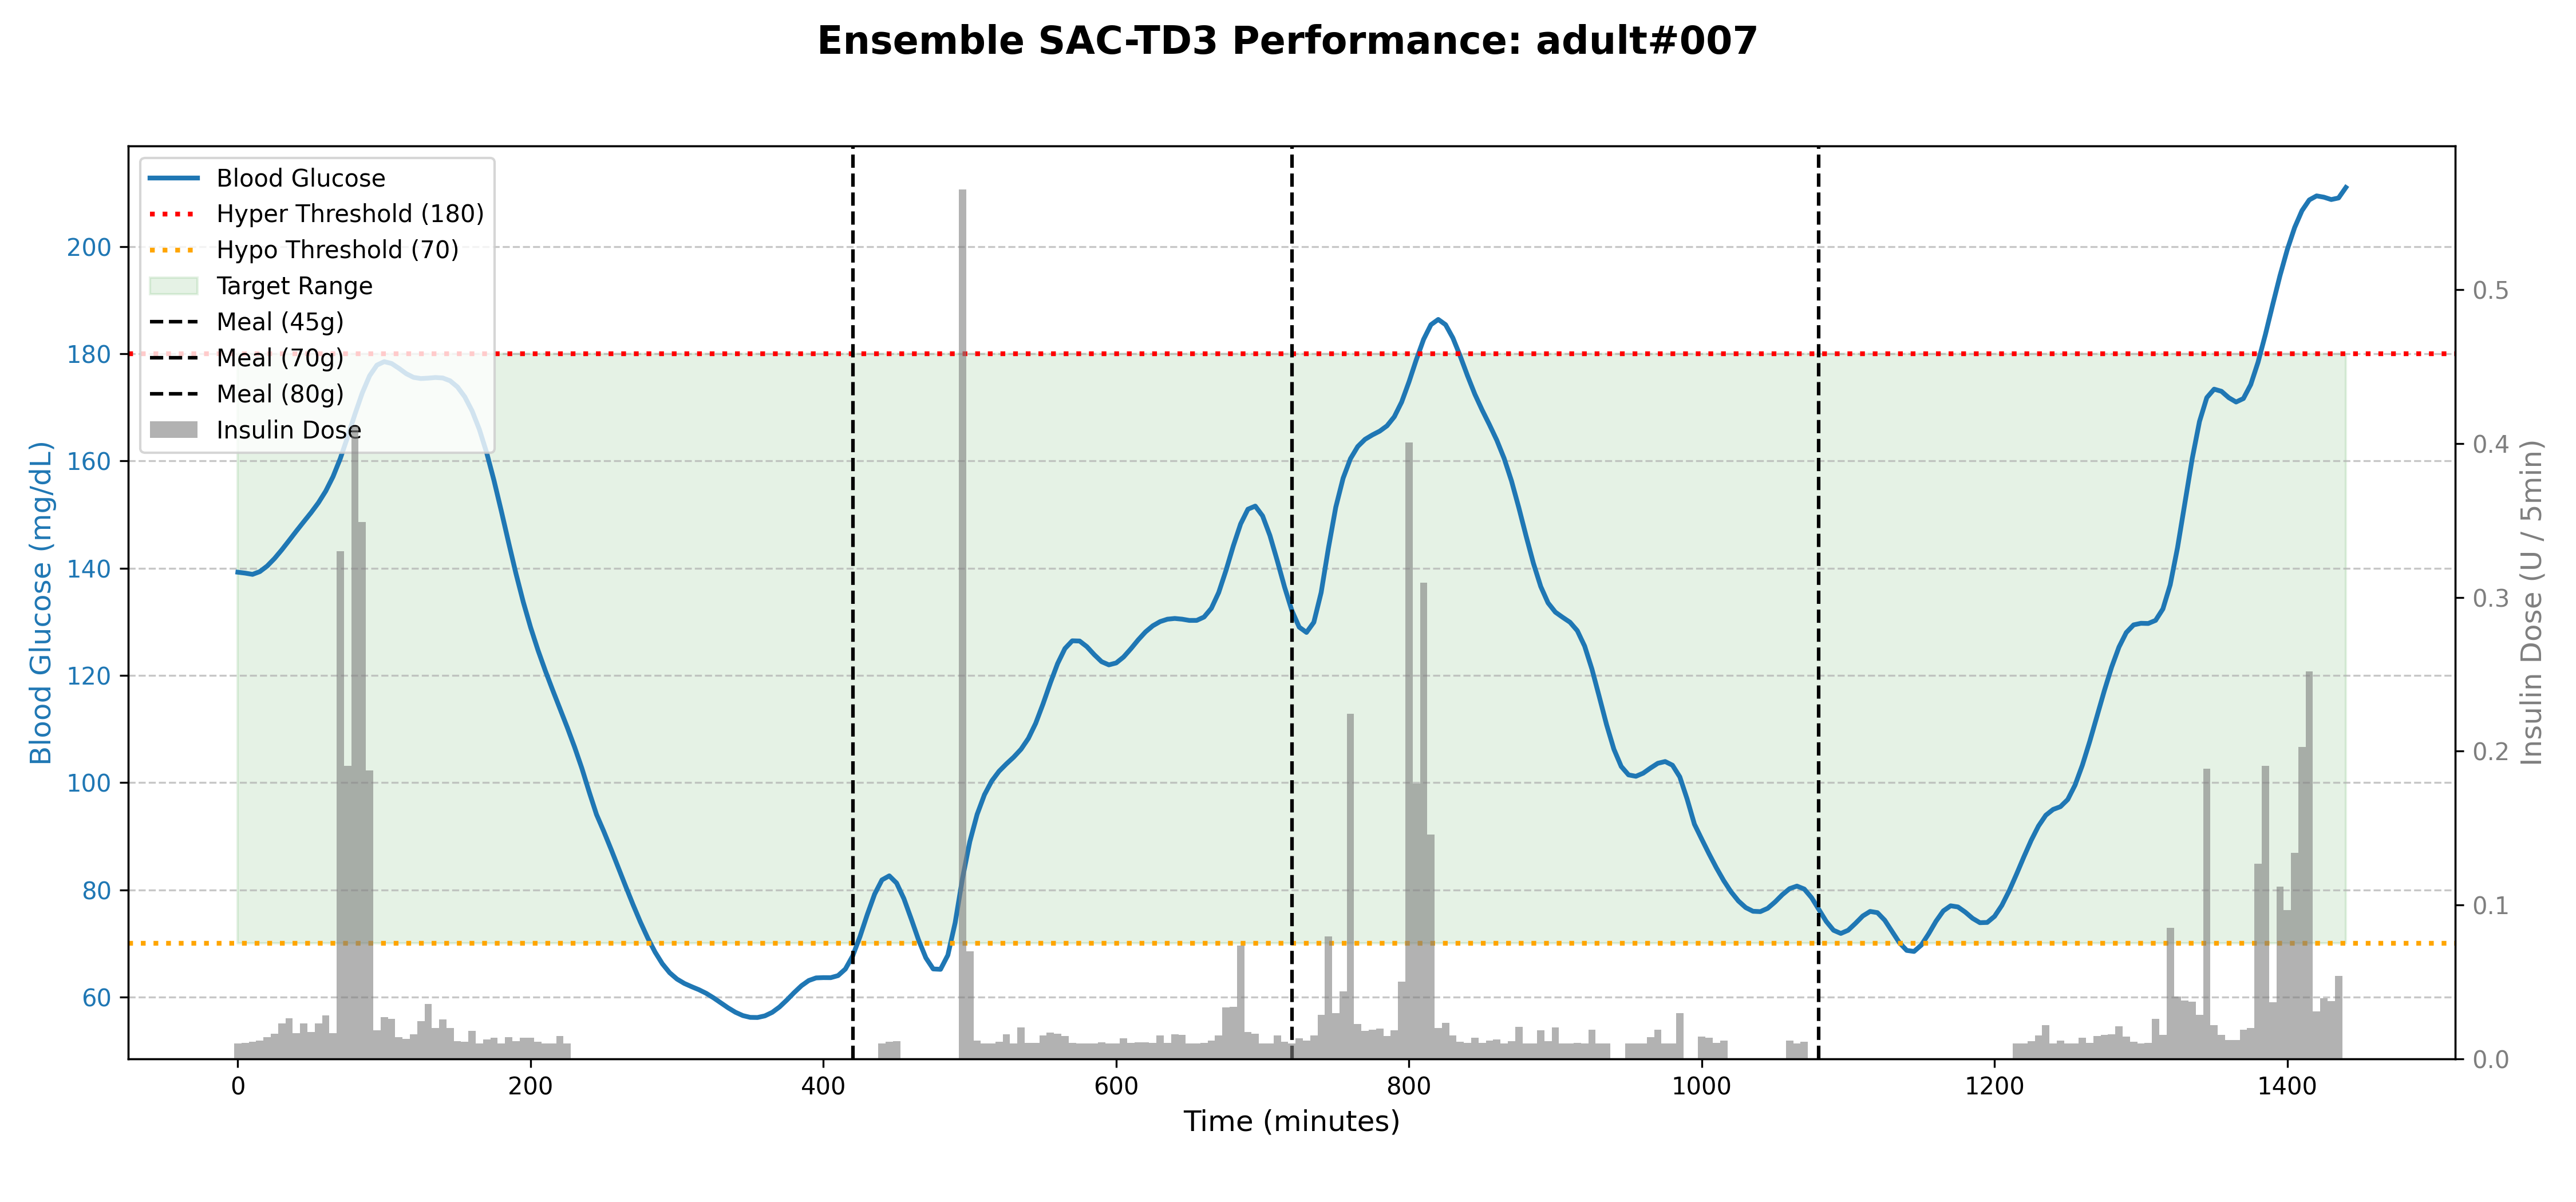 Ensemble SAC-TD3 Performance: adult#007
Blood Glucose
Hyper Threshold (180)
Hypo Threshold (70)
Target Range
Meal (45g)
Meal (70g)
Meal (80g)
Insulin Dose
Blood Glucose (mg/dL)
200
180
160
140
120
100
80
60
0.5
0.4
0.3
0.2
0.1
0.0
Insulin Dose (U / 5min)
0 200 400 600 800 1000 1200 1400
Time (minutes)